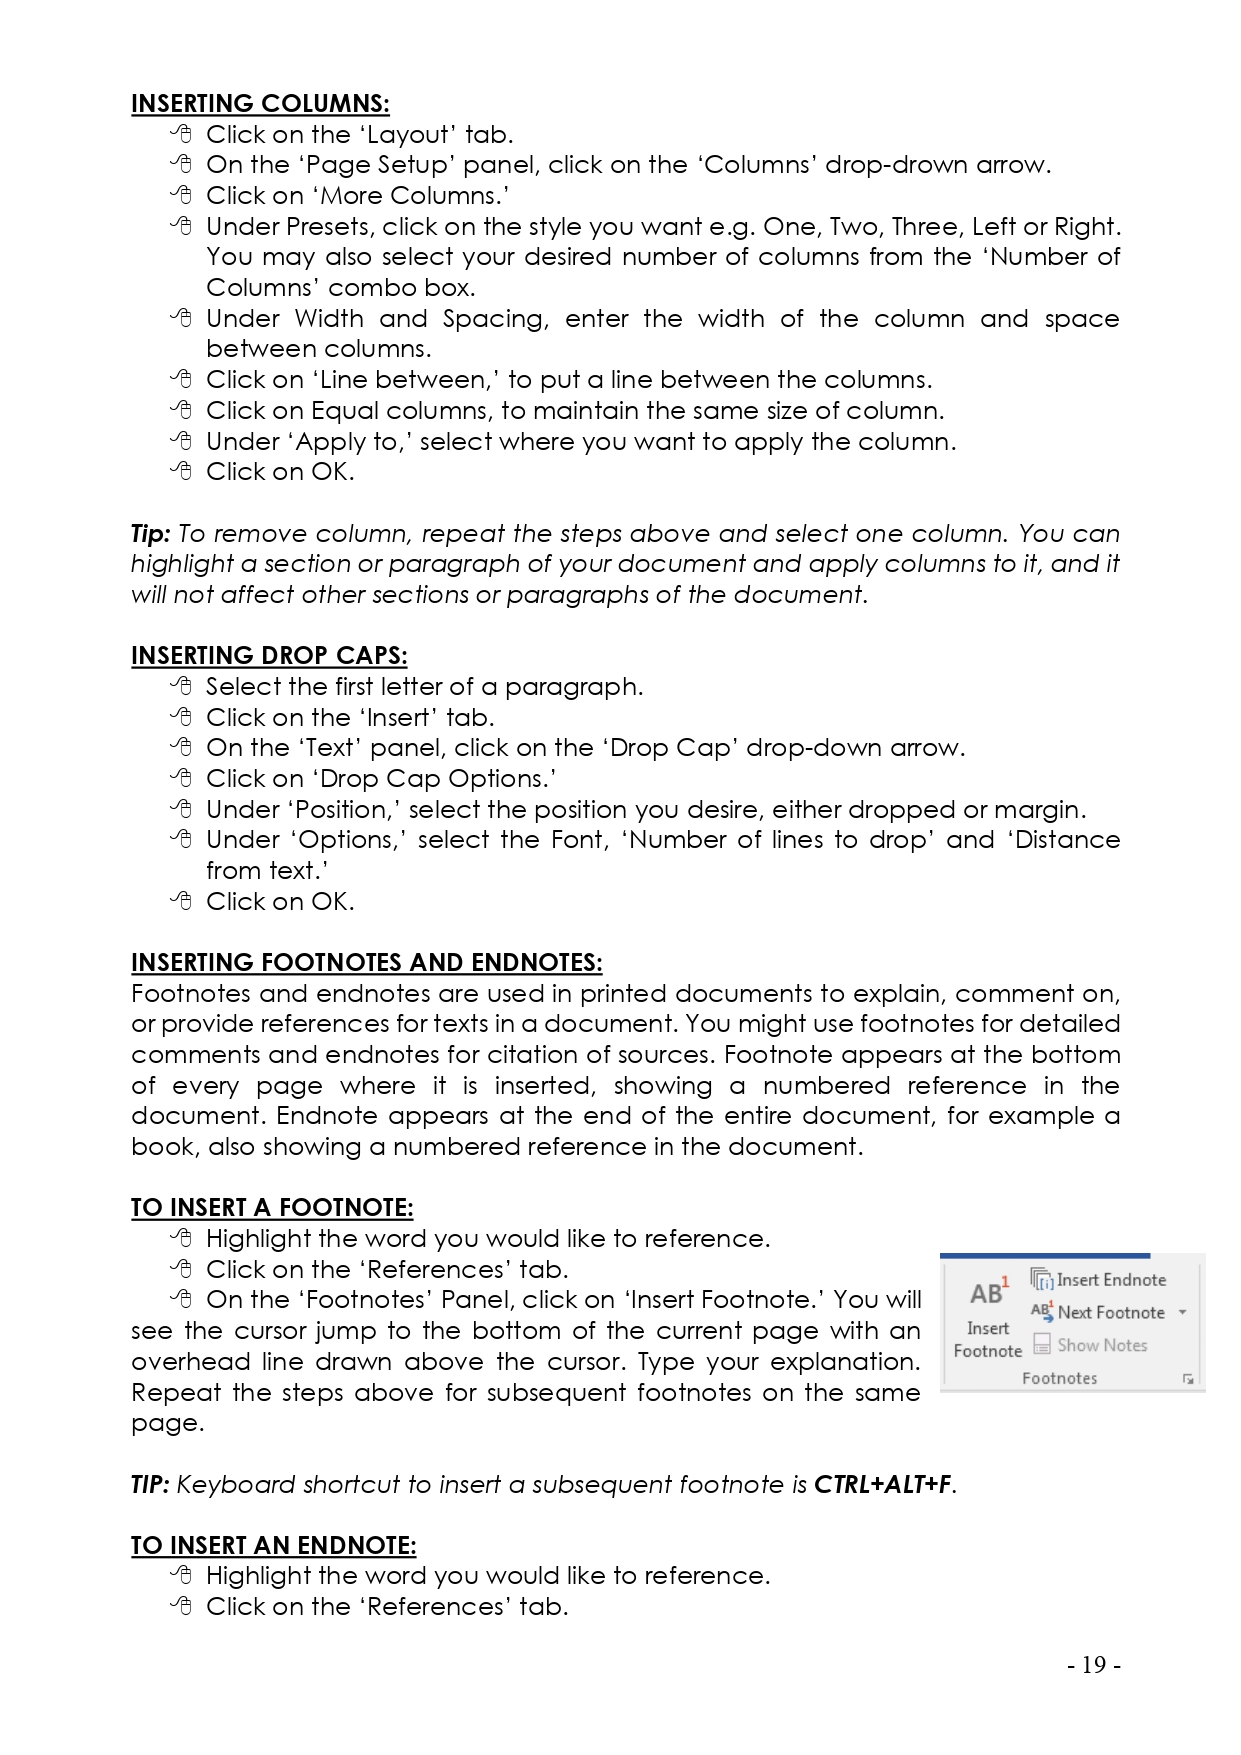 INSERTING COLUMNS:
Click on the ‘Layout’ tab.
On the ‘Page Setup’ panel, click on the ‘Columns’ drop-drown arrow.
Click on ‘More Columns.’
Under Presets, click on the style you want e.g. One, Two, Three, Left or Right.
You may also select your desired number of columns from the ‘Number of
Columns’ combo box.
Under Width and Spacing, enter the width of the column and space
between columns.
Click on ‘Line between,’ to put a line between the columns.
Click on Equal columns, to maintain the same size of column.
Under ‘Apply to,’ select where you want to apply the column.
Click on OK.
Tip: To remove column, repeat the steps above and select one column. You can
highlight a section or paragraph of your document and apply columns to it, and it
will not affect other sections or paragraphs of the document.
INSERTING DROP CAPS:
Select the first letter of a paragraph.
Click on the ‘Insert’ tab.
On the ‘Text’ panel, click on the ‘Drop Cap’ drop-down arrow.
Click on ‘Drop Cap Options.’
Under ‘Position,’ select the position you desire, either dropped or margin.
Under ‘Options,’ select the Font, ‘Number of lines to drop’ and ‘Distance
from text.’
Click on OK.
INSERTING FOOTNOTES AND ENDNOTES:
Footnotes and endnotes are used in printed documents to explain, comment on,
or provide references for texts in a document. You might use footnotes for detailed
comments and endnotes for citation of sources. Footnote appears at the bottom
of every page where it is inserted, showing a numbered reference in the
document. Endnote appears at the end of the entire document, for example a
book, also showing a numbered reference in the document.
TO INSERT A FOOTNOTE:
Highlight the word you would like to reference.
Click on the ‘References’ tab.
On the ‘Footnotes’ Panel, click on ‘Insert Footnote.’ You will
see the cursor jump to the bottom of the current page with an
overhead line drawn above the cursor. Type your explanation.
Repeat the steps above for subsequent footnotes on the same
page.
AB1
Insert
Footnote
[i] Insert Endnote
AB1 Next Footnote
Show Notes
Footnotes
TIP: Keyboard shortcut to insert a subsequent footnote is CTRL+ALT+F.
TO INSERT AN ENDNOTE:
Highlight the word you would like to reference.
Click on the ‘References’ tab.
- 19 -